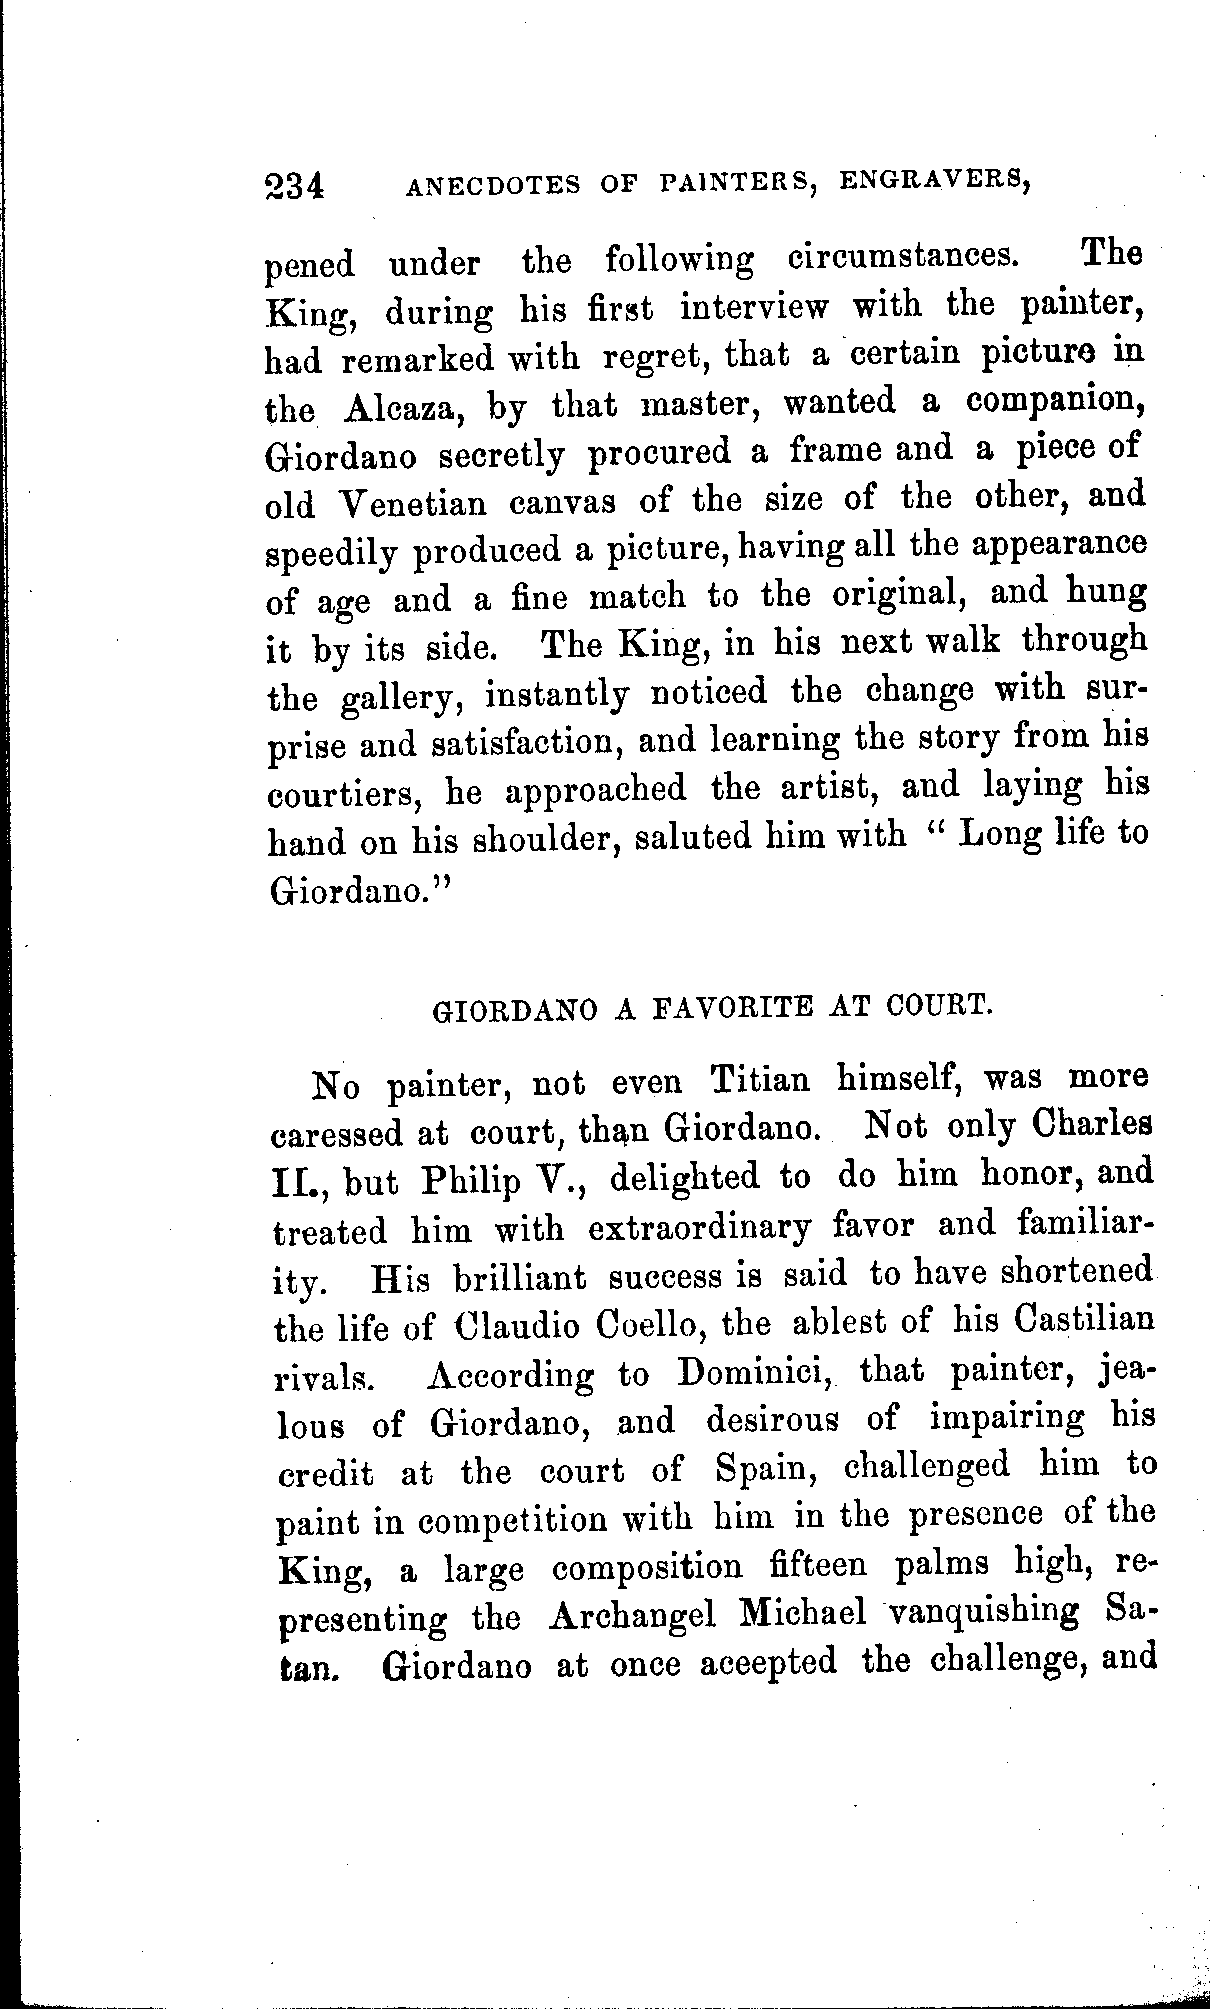 234 ANECDOTES OF PAINTERS, ENGRAVERS,
pened under the following circumstances. The
King, during his first interview with the painter,
had remarked with regret, that a certain picture in
the Alcaza, by that master, wanted a companion,
Giordano secretly procured a frame and a piece of
old Venetian canvas of the size of the other, and
speedily produced a picture, having all the appearance
of age and a fine match to the original, and hung
it by its side. The King, in his next walk through
the gallery, instantly noticed the change with sur-
prise and satisfaction, and learning the story from his
courtiers, he approached the artist, and laying his
hand on his shoulder, saluted him with “ Long life to
Giordano.”
GIORDANO A FAVORITE AT COURT.
No painter, not even Titian himself, was more
caressed at court, than Giordano. Not only Charles
II., but Philip V., delighted to do him honor, and
treated him with extraordinary favor and familiar-
ity. His brilliant success is said to have shortened
the life of Claudio Coello, the ablest of his Castilian
rivals. According to Dominici, that painter, jea-
lous of Giordano, and desirous of impairing his
credit at the court of Spain, challenged him to
paint in competition with him in the presence of the
King, a large composition fifteen palms high, re-
presenting the Archangel Michael vanquishing Sa-
tan. Giordano at once aceepted the challenge, and